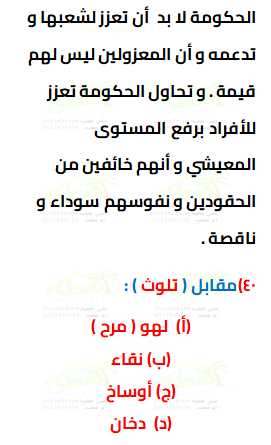 الحكومة لا بد أن تعزز لشعبها و
تدعمه و أن المعزولين ليس لهم
قيمة . و تحاول الحكومة تعزز
للأفراد برفع المستوى
المعيشي و أنهم خائفين من
الحقودين و نفوسهم سوداء و
ناقصة .
٤٠)مقابل ( تلوث ) :
(أ) لهو ( مرح )
(ب) نقاء
(ج) أوساخ
(د) دخان